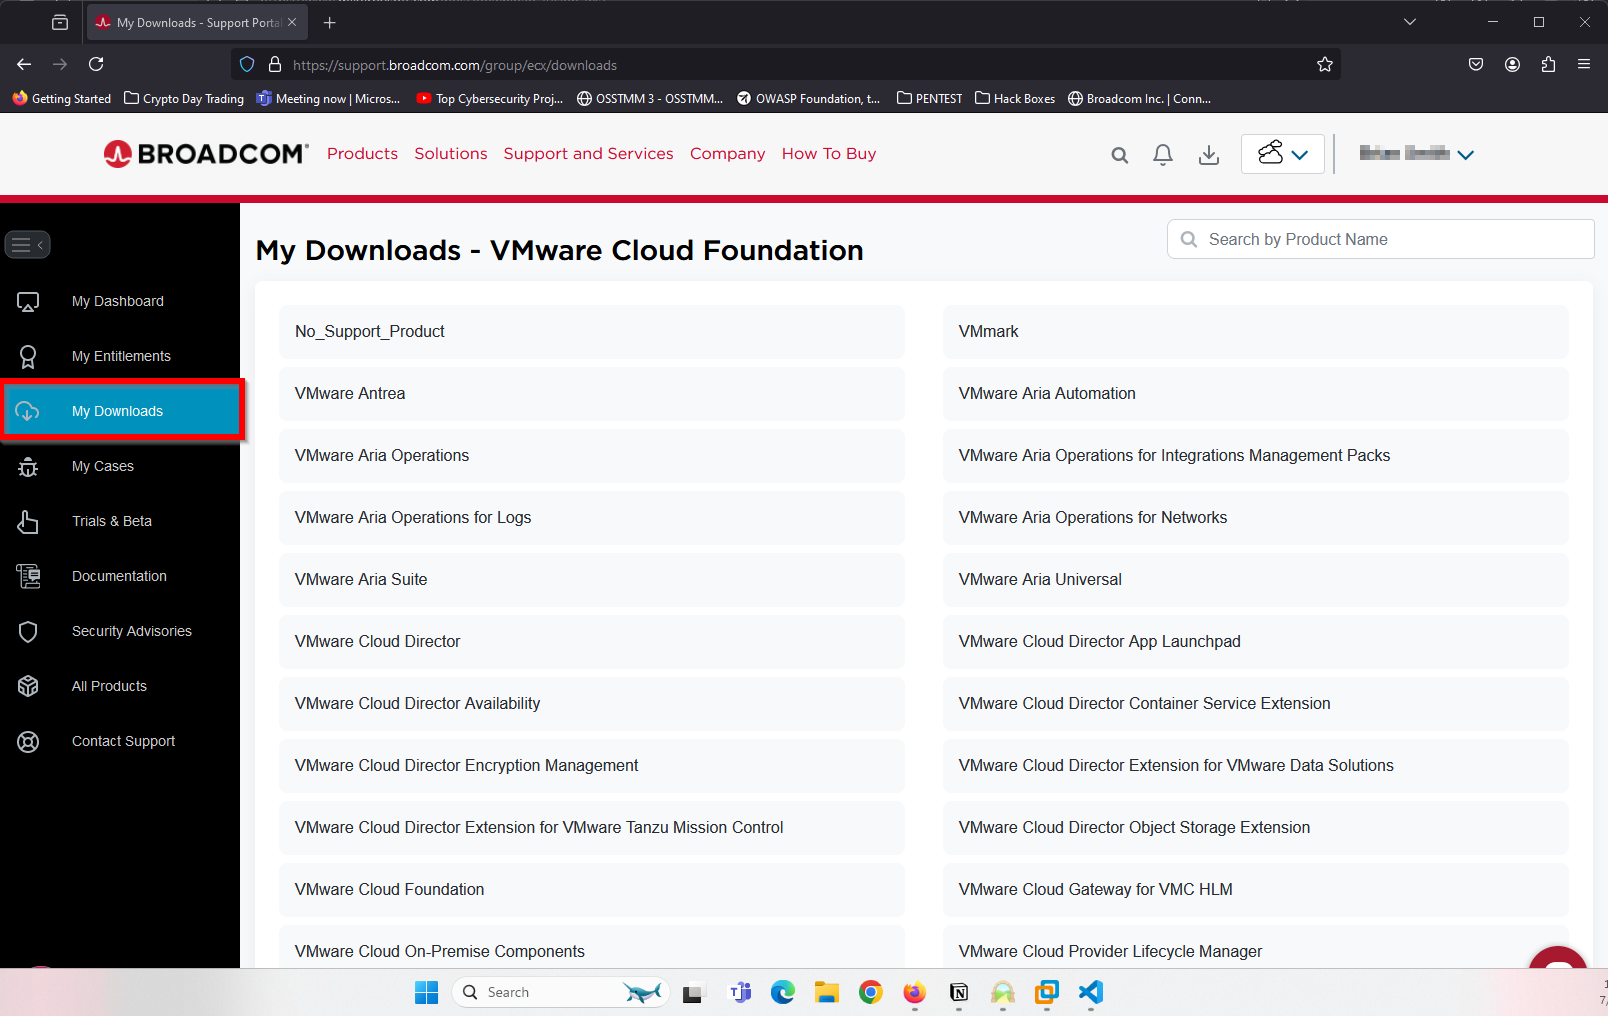 My Downloads - Support Porta
https://support.broadcom.com/group/ecx/downloads
Getting Started Crypto Day Trading Meeting now | Micros... Top Cybersecurity Proj... OSSTMM 3 - OSSTMM... OWASP Foundation, t... PENTEST Hack Boxes Broadcom Inc. | Conn...
BROADCOM® Products Solutions Support and Services Company How To Buy
My Downloads - VMware Cloud Foundation
Search by Product Name
My Dashboard
My Entitlements
My Downloads
My Cases
Trials & Beta
Documentation
Security Advisories
All Products
Contact Support
No_Support_Product
VMmark
VMware Antrea
VMware Aria Automation
VMware Aria Operations
VMware Aria Operations for Integrations Management Packs
VMware Aria Operations for Logs
VMware Aria Operations for Networks
VMware Aria Suite
VMware Aria Universal
VMware Cloud Director
VMware Cloud Director App Launchpad
VMware Cloud Director Availability
VMware Cloud Director Container Service Extension
VMware Cloud Director Encryption Management
VMware Cloud Director Extension for VMware Data Solutions
VMware Cloud Director Extension for VMware Tanzu Mission Control
VMware Cloud Director Object Storage Extension
VMware Cloud Foundation
VMware Cloud Gateway for VMC HLM
VMware Cloud On-Premise Components
VMware Cloud Provider Lifecycle Manager
Search